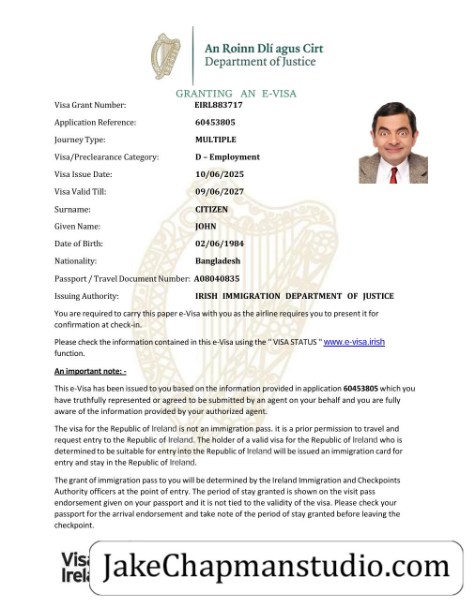 An Roinn Dlí agus Cirt
Department of Justice
GRANTING AN E-VISA
Visa Grant Number: EIRL883717
Application Reference: 60453805
Journey Type: MULTIPLE
Visa/Preclearance Category: D – Employment
Visa Issue Date: 10/06/2025
Visa Valid Till: 09/06/2027
Surname: CITIZEN
Given Name: JOHN
Date of Birth: 02/06/1984
Nationality: Bangladesh
Passport / Travel Document Number: A08040835
Issuing Authority: IRISH IMMIGRATION DEPARTMENT OF JUSTICE
You are required to carry this paper e-Visa with you as the airline requires you to present it for
confirmation at check-in.
Please check the information contained in this e-Visa using the " VISA STATUS " www.e-visa.irish
function.
An important note: -
This e-Visa has been issued to you based on the information provided in application 60453805 which you
have truthfully represented or agreed to be submitted by an agent on your behalf and you are fully
aware of the information provided by your authorized agent.
The visa for the Republic of Ireland is not an immigration pass. it is a prior permission to travel and
request entry to the Republic of Ireland. The holder of a valid visa for the Republic of Ireland who is
determined to be suitable for entry into the Republic of Ireland will be issued an immigration card for
entry and stay in the Republic of Ireland.
The grant of immigration pass to you will be determined by the Ireland Immigration and Checkpoints
Authority officers at the point of entry. The period of stay granted is shown on the visit pass
endorsement given on your passport and it is not tied to the validity of the visa. Please check your
passport for the arrival endorsement and take note of the period of stay granted before leaving the
checkpoint.
Visa
Irel
JakeChapmanstudio.com